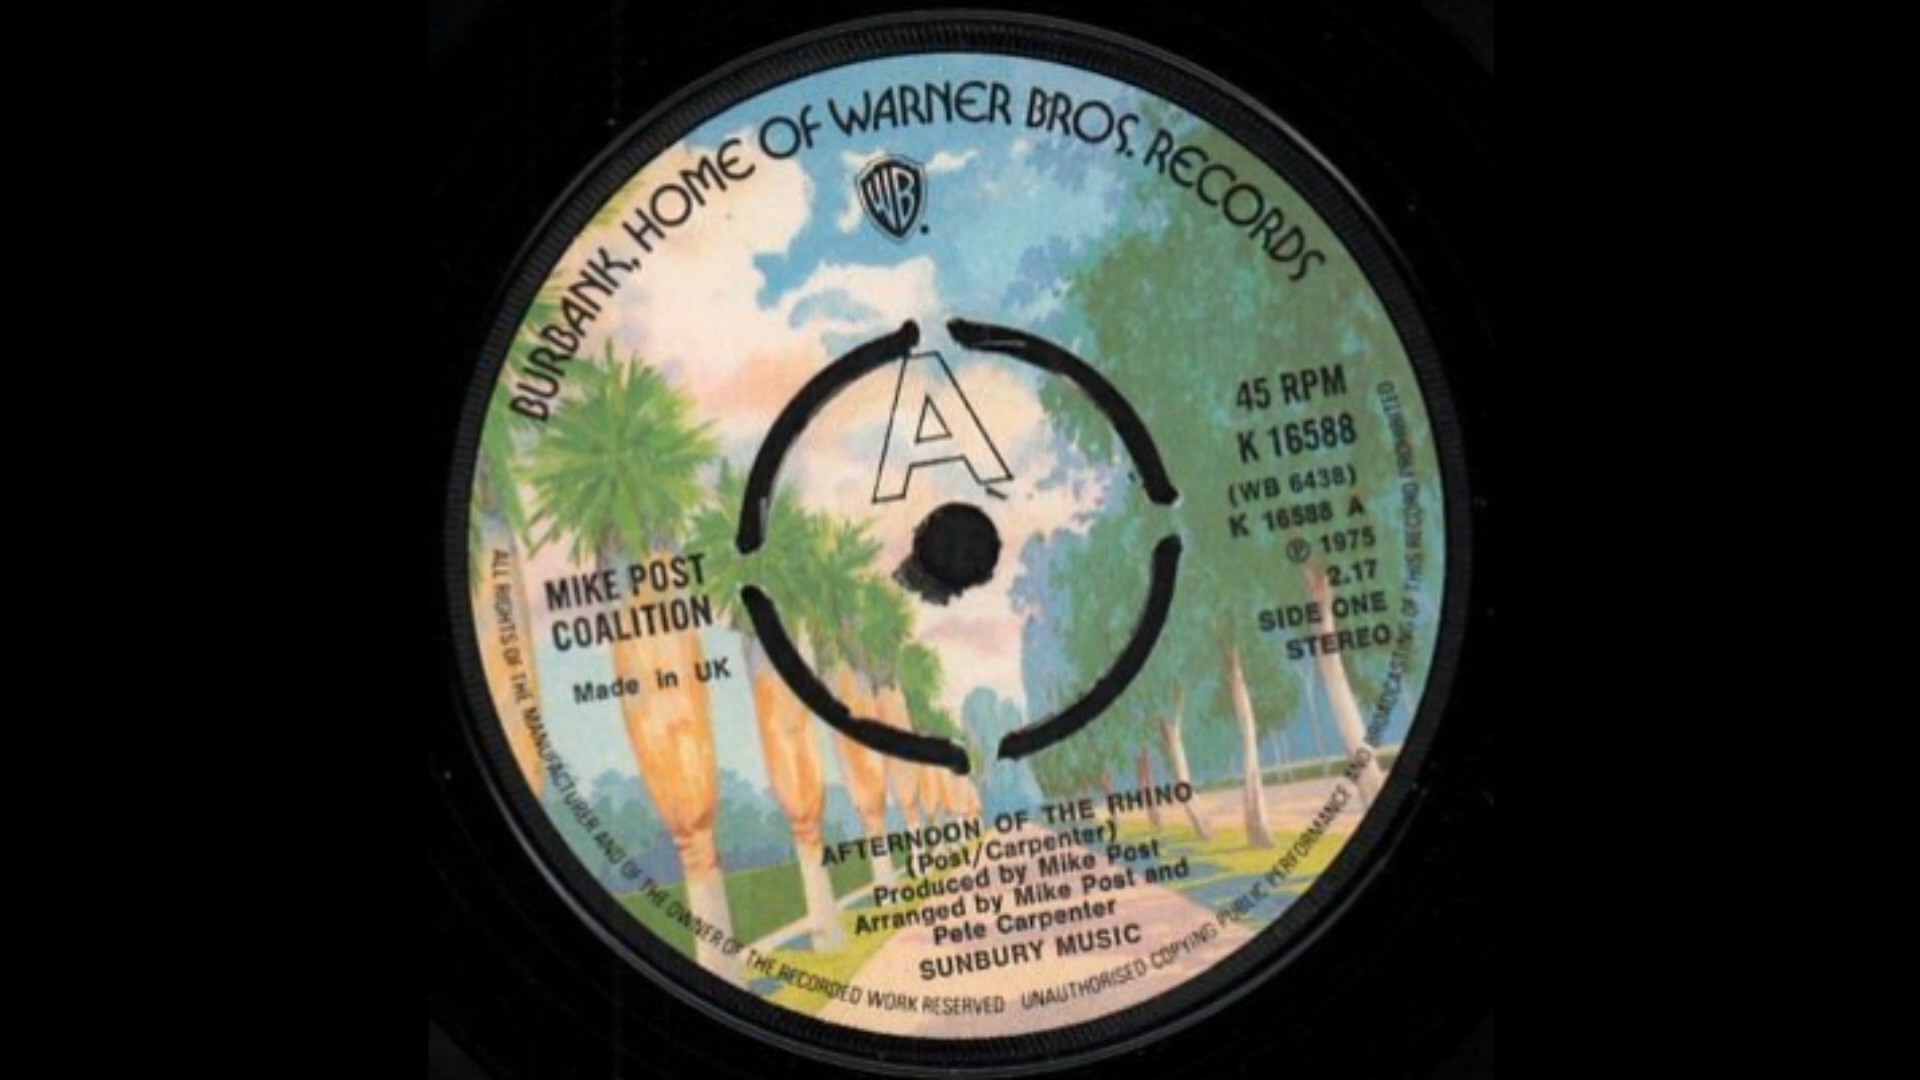 BURBANK, HOME OF WARNER BROS. RECORDS
WB
A
45 RPM
K 16588
(WB 6438)
K 16588 A
℗ 1975
2.17
SIDE ONE
STEREO
MIKE POST
COALITION
Made in UK
AFTERNOON OF THE RHINO
(Post/Carpenter)
Produced by Mike Post
Arranged by Mike Post and
Pete Carpenter
SUNBURY MUSIC
ALL RIGHTS OF THE MANUFACTURER AND OF THE OWNER OF THE RECORDED WORK RESERVED UNAUTHORISED COPYING PUBLIC PERFORMANCE AND BROADCASTING OF THIS RECORD PROHIBITED